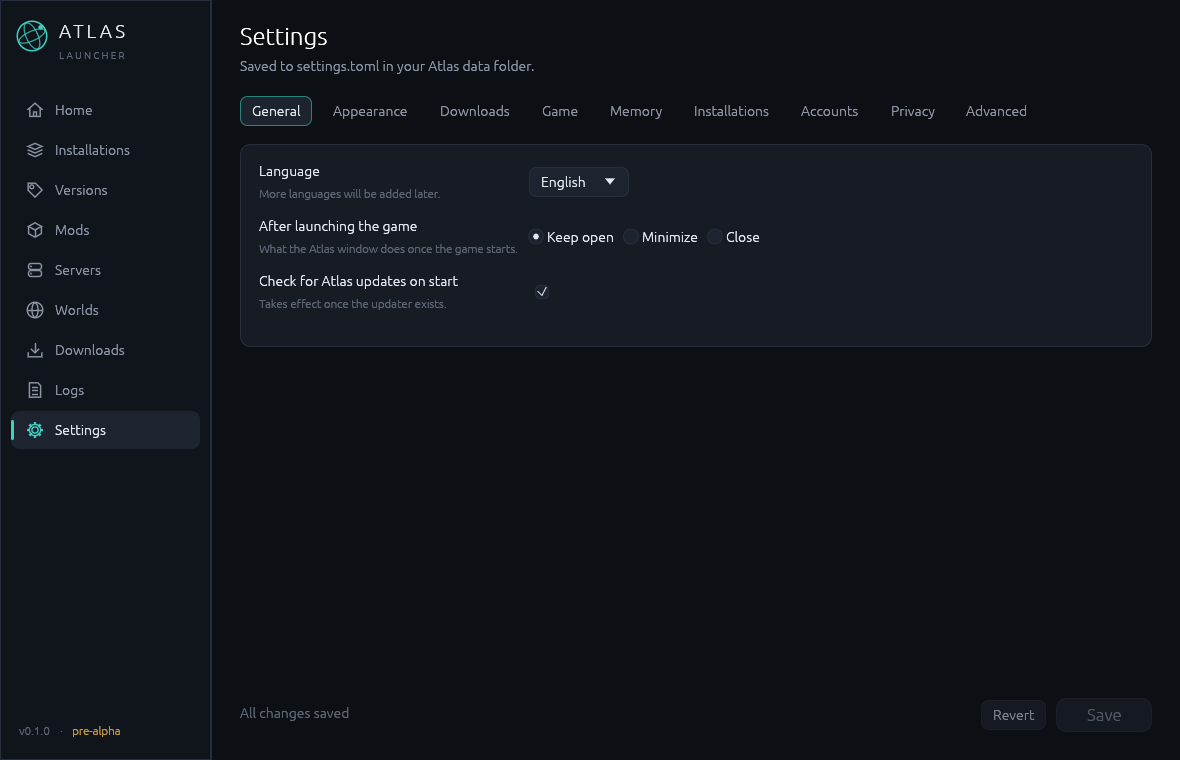 ATLAS
LAUNCHER
Home
Installations
Versions
Mods
Servers
Worlds
Downloads
Logs
Settings
v0.1.0 · pre-alpha
Settings
Saved to settings.toml in your Atlas data folder.
General Appearance Downloads Game Memory Installations Accounts Privacy Advanced
Language
More languages will be added later.
English
After launching the game
What the Atlas window does once the game starts.
Keep open Minimize Close
Check for Atlas updates on start
Takes effect once the updater exists.
All changes saved
Revert Save